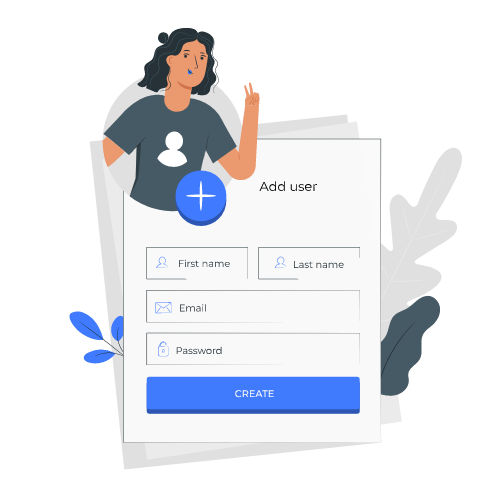 Add user
First name
Last name
Email
Password
CREATE